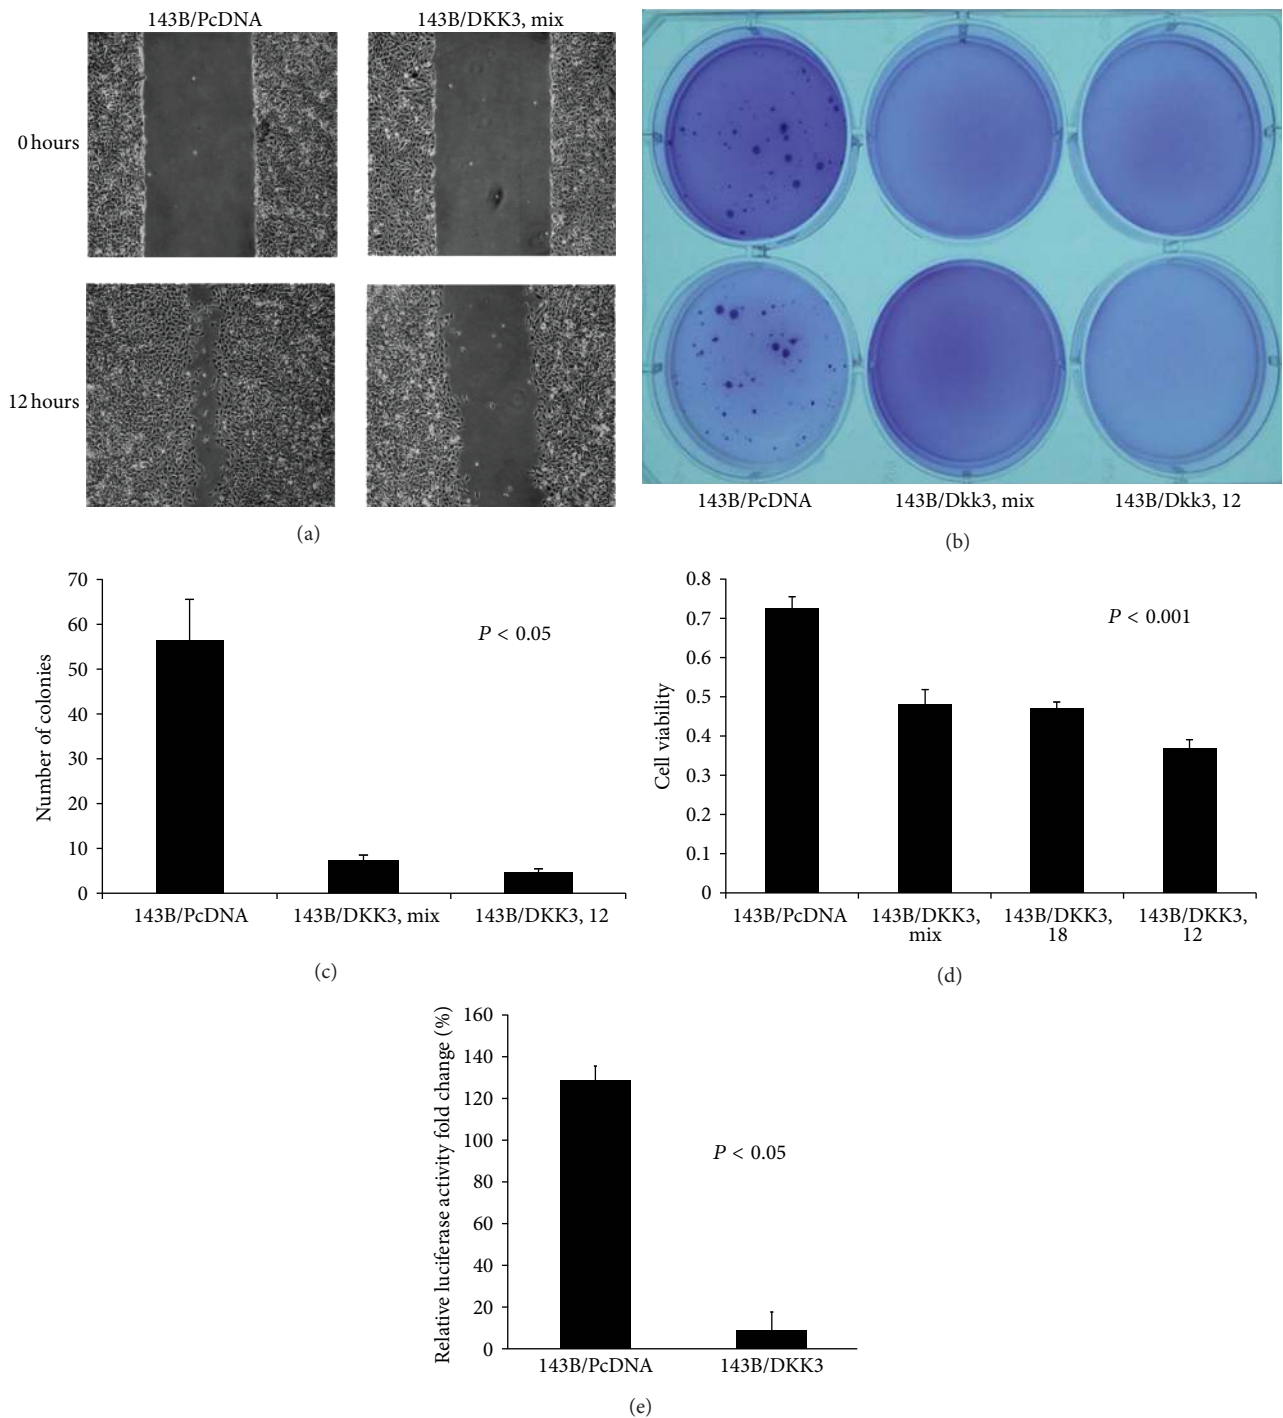 143B/PcDNA
143B/DKK3, mix
0 hours
12 hours
(a)
143B/PcDNA
143B/Dkk3, mix
143B/Dkk3, 12
(b)
Number of colonies
70
60
50
40
30
20
10
0
P < 0.05
143B/PcDNA
143B/DKK3, mix
143B/DKK3, 12
(c)
Cell viability
0.8
0.7
0.6
0.5
0.4
0.3
0.2
0.1
0
P < 0.001
143B/PcDNA
143B/DKK3,
mix
143B/DKK3,
18
143B/DKK3,
12
(d)
Relative luciferase activity fold change (%)
160
140
120
100
80
60
40
20
0
P < 0.05
143B/PcDNA
143B/DKK3
(e)